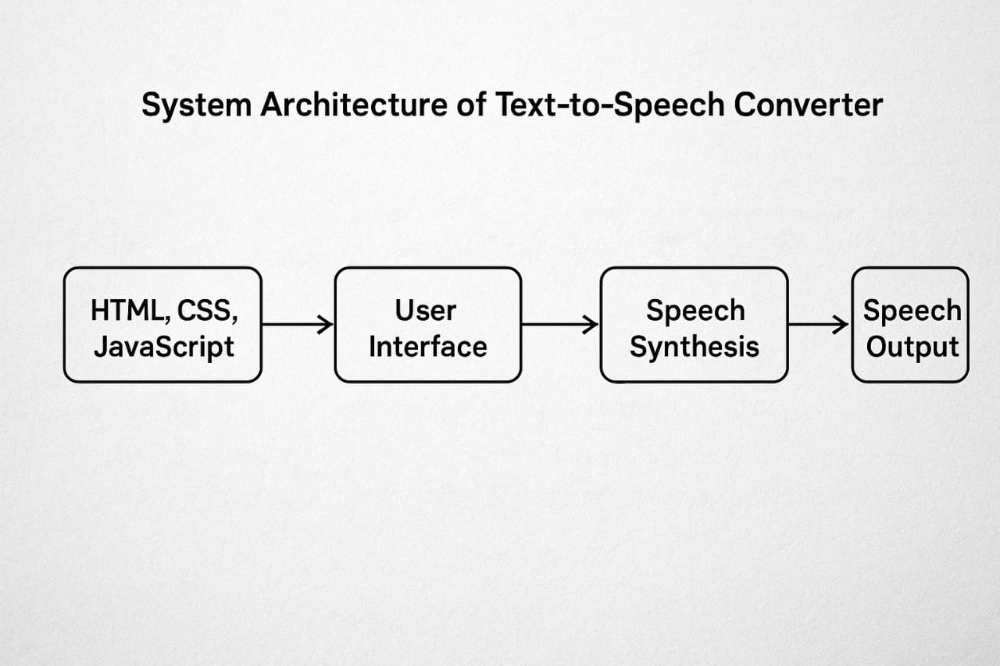 System Architecture of Text-to-Speech Converter
HTML, CSS,
JavaScript
User
Interface
Speech
Synthesis
Speech
Output